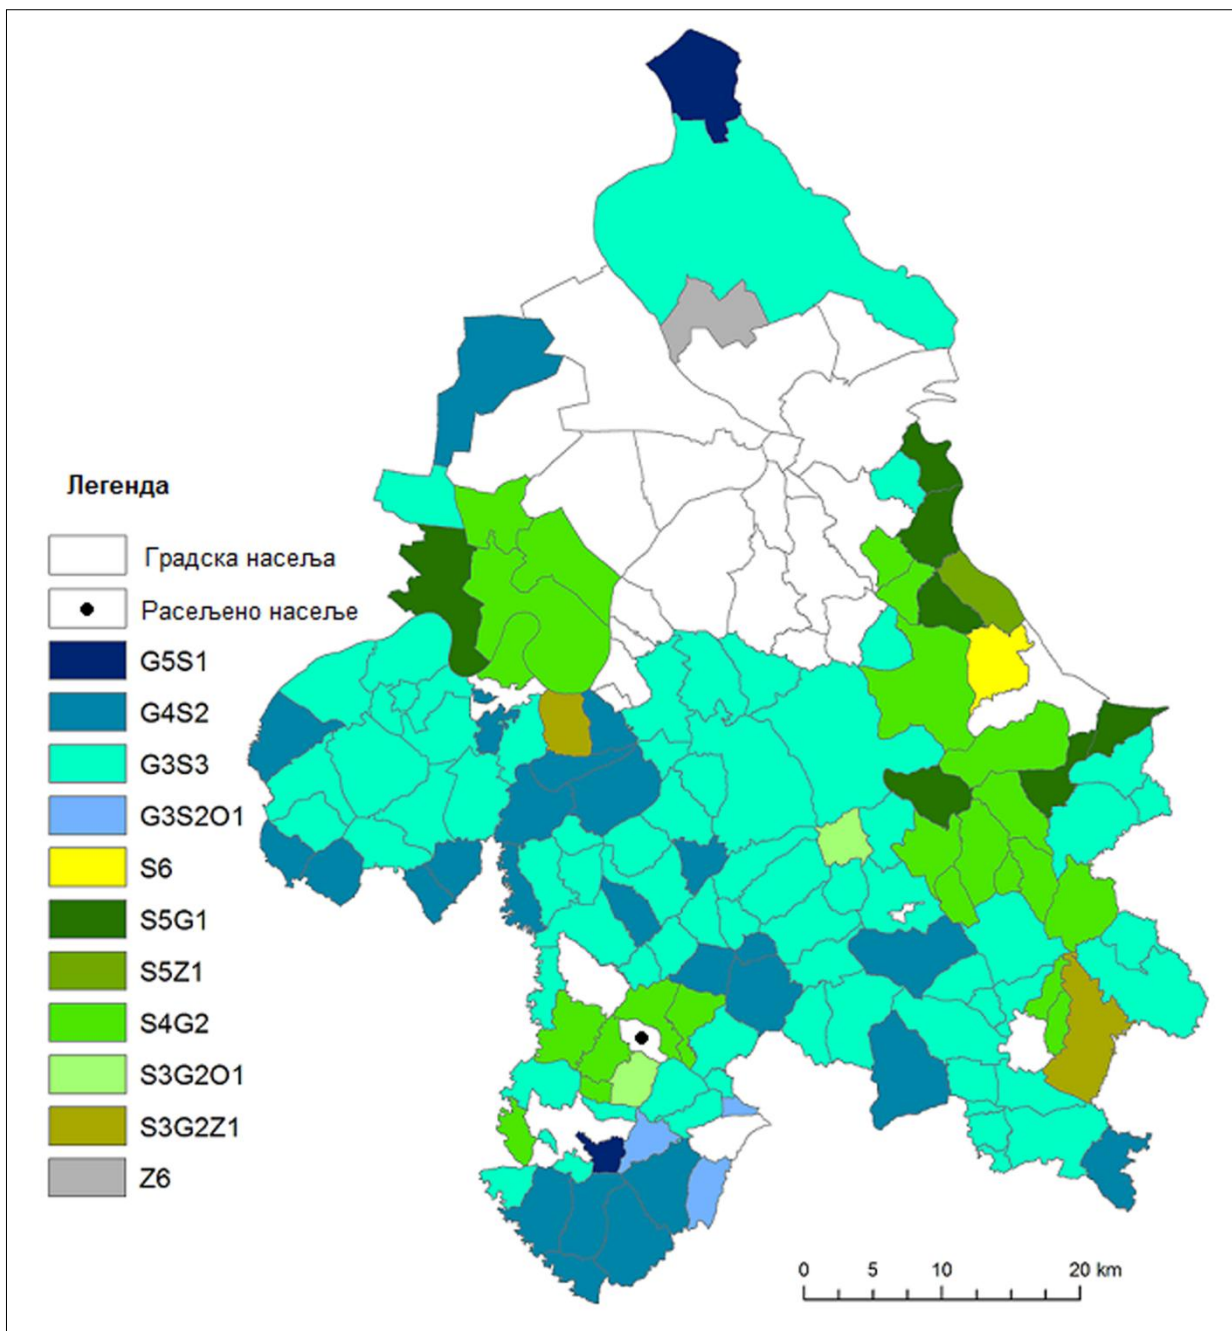 Легенда
Градска насеља
Расељено насеље
G5S1
G4S2
G3S3
G3S2O1
S6
S5G1
S5Z1
S4G2
S3G2O1
S3G2Z1
Z6
0 5 10 20 km